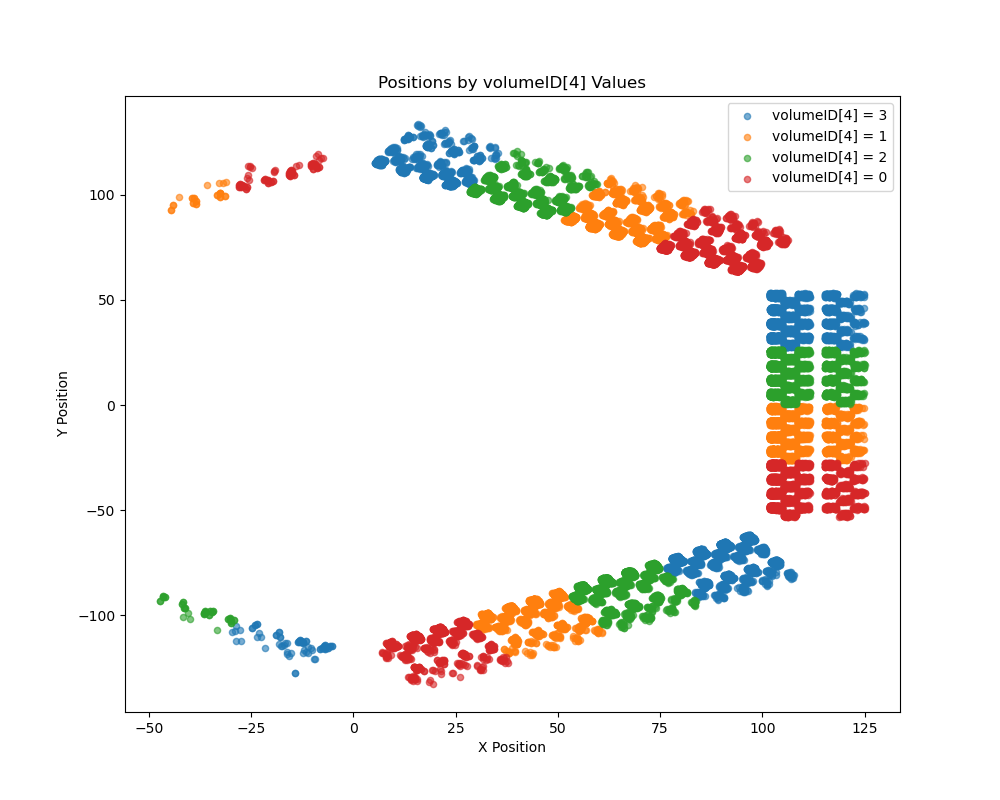 Positions by volumeID[4] Values
volumeID[4] = 3
volumeID[4] = 1
volumeID[4] = 2
volumeID[4] = 0
Y Position
100
50
0
−50
−100
−50
−25
0
25
50
75
100
125
X Position